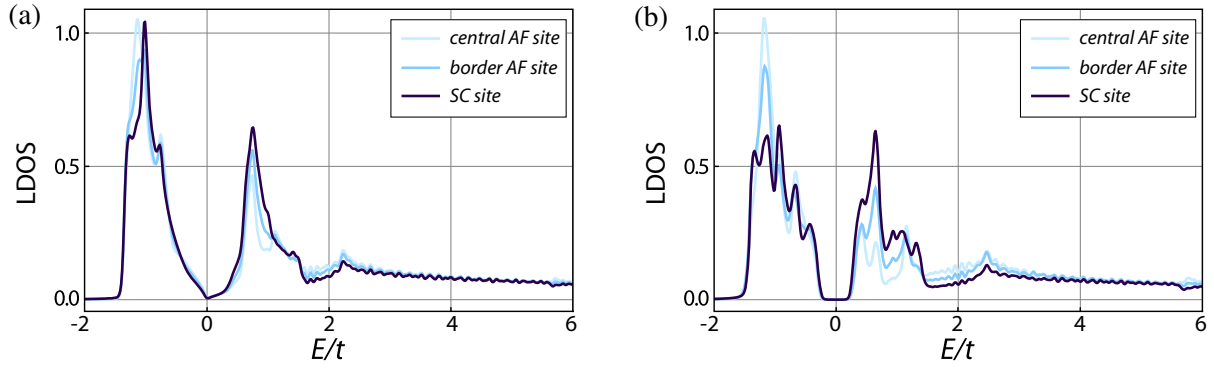 (a)
LDOS
1.0
0.5
0.0
-2
0
2
4
6
E/t
central AF site
border AF site
SC site
(b)
LDOS
1.0
0.5
0.0
-2
0
2
4
6
E/t
central AF site
border AF site
SC site